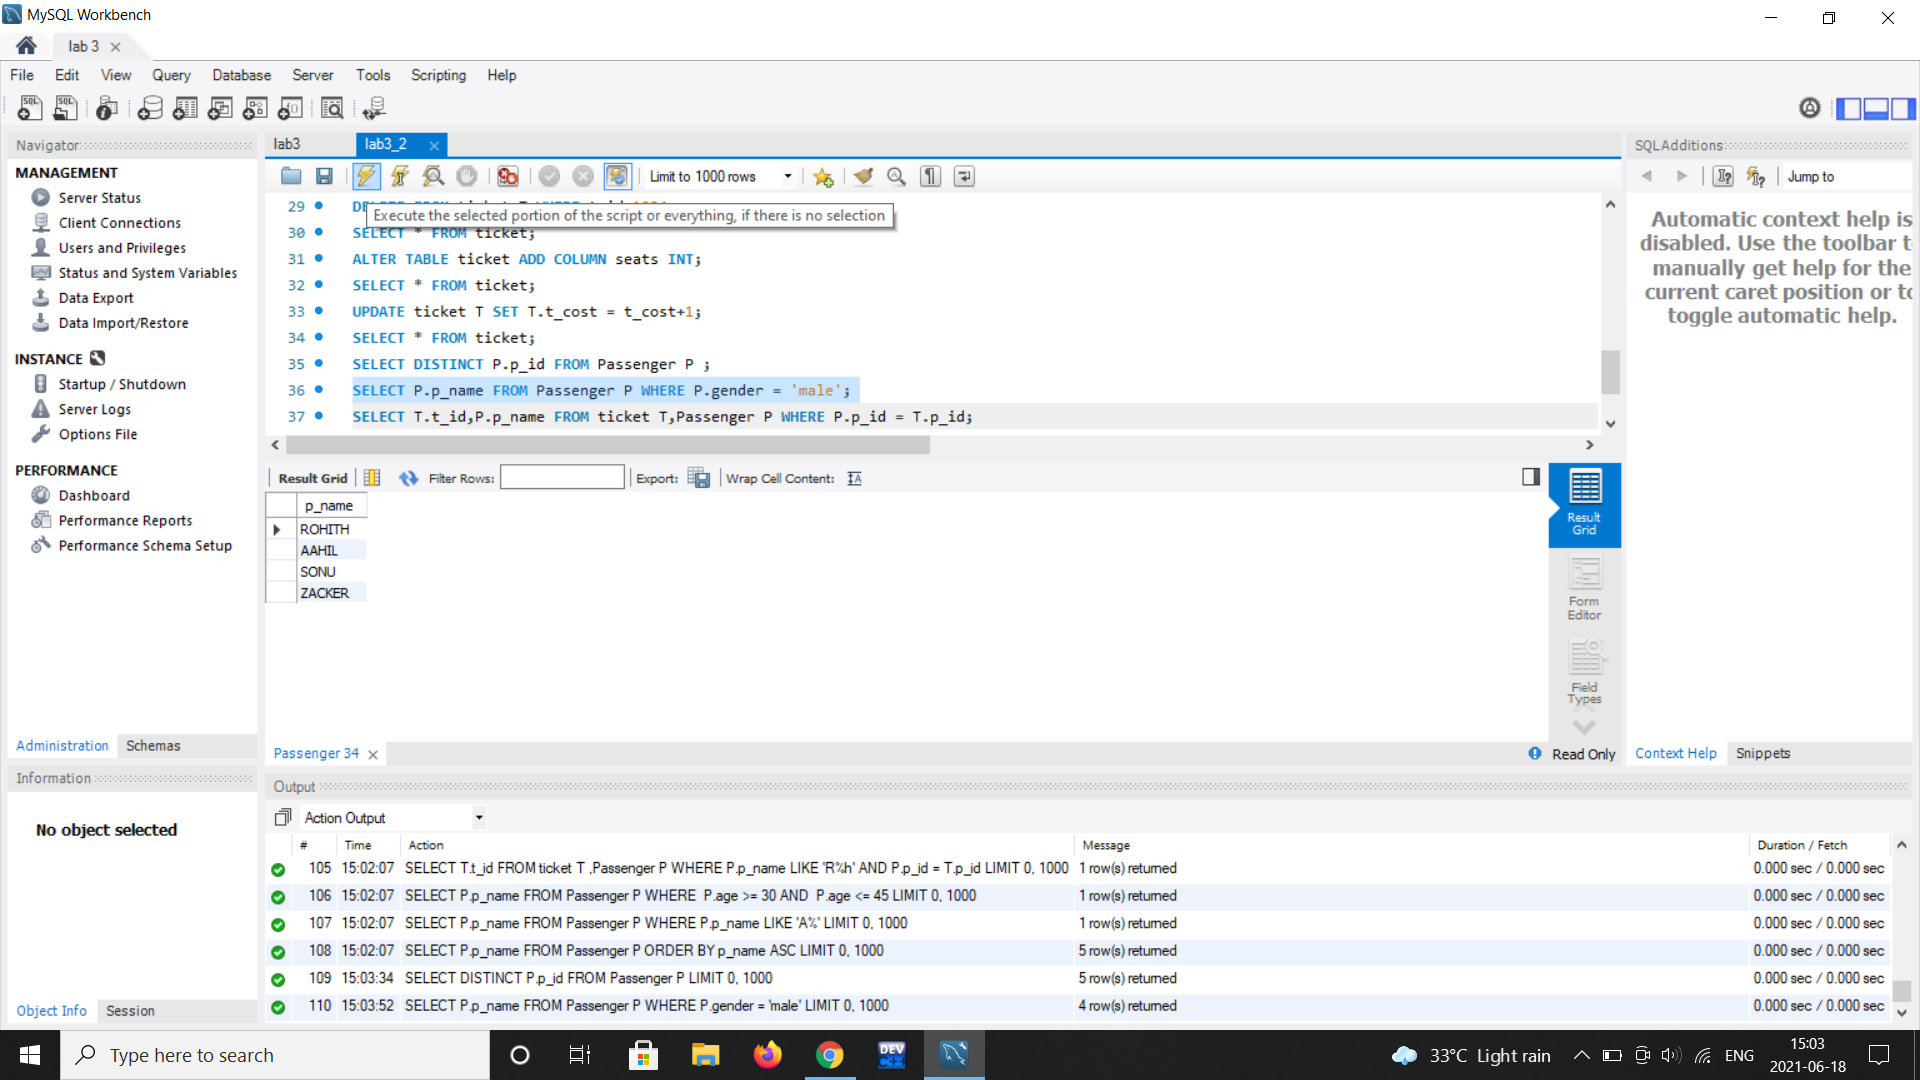 MySQL Workbench
lab 3
File Edit View Query Database Server Tools Scripting Help
Navigator
MANAGEMENT
Server Status
Client Connections
Users and Privileges
Status and System Variables
Data Export
Data Import/Restore
INSTANCE
Startup / Shutdown
Server Logs
Options File
PERFORMANCE
Dashboard
Performance Reports
Performance Schema Setup
Administration Schemas
Information
No object selected
Object Info Session
lab3 lab3_2
Limit to 1000 rows
29
Execute the selected portion of the script or everything, if there is no selection
30 SELECT * FROM ticket;
31 ALTER TABLE ticket ADD COLUMN seats INT;
32 SELECT * FROM ticket;
33 UPDATE ticket T SET T.t_cost = t_cost+1;
34 SELECT * FROM ticket;
35 SELECT DISTINCT P.p_id FROM Passenger P ;
36 SELECT P.p_name FROM Passenger P WHERE P.gender = 'male';
37 SELECT T.t_id,P.p_name FROM ticket T,Passenger P WHERE P.p_id = T.p_id;
Result Grid Filter Rows: Export: Wrap Cell Content:
p_name
ROHITH
AAHIL
SONU
ZACKER
Result
Grid
Form
Editor
Field
Types
Passenger 34
Read Only
SQLAdditions
Jump to
Automatic context help is
disabled. Use the toolbar t
manually get help for the
current caret position or to
toggle automatic help.
Context Help Snippets
Output
Action Output
# Time Action Message Duration / Fetch
105 15:02:07 SELECT T.t_id FROM ticket T ,Passenger P WHERE P.p_name LIKE 'R%h' AND P.p_id = T.p_id LIMIT 0, 1000 1 row(s) returned 0.000 sec / 0.000 sec
106 15:02:07 SELECT P.p_name FROM Passenger P WHERE P.age >= 30 AND P.age <= 45 LIMIT 0, 1000 1 row(s) returned 0.000 sec / 0.000 sec
107 15:02:07 SELECT P.p_name FROM Passenger P WHERE P.p_name LIKE 'A%' LIMIT 0, 1000 1 row(s) returned 0.000 sec / 0.000 sec
108 15:02:07 SELECT P.p_name FROM Passenger P ORDER BY p_name ASC LIMIT 0, 1000 5 row(s) returned 0.000 sec / 0.000 sec
109 15:03:34 SELECT DISTINCT P.p_id FROM Passenger P LIMIT 0, 1000 5 row(s) returned 0.000 sec / 0.000 sec
110 15:03:52 SELECT P.p_name FROM Passenger P WHERE P.gender = 'male' LIMIT 0, 1000 4 row(s) returned 0.000 sec / 0.000 sec
Type here to search
DEV
C++
33°C Light rain
ENG
15:03
2021-06-18